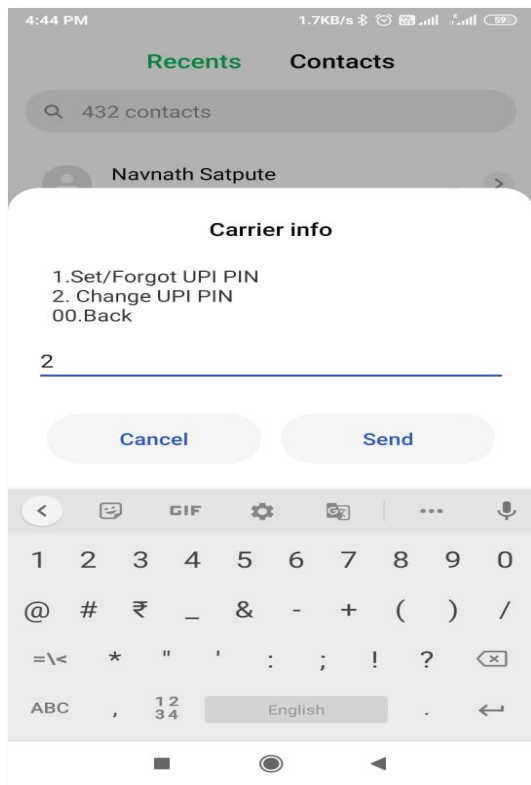 4:44 PM 1.7KB/s 59
Recents Contacts
432 contacts
Navnath Satpute
Carrier info
1.Set/Forgot UPI PIN
2. Change UPI PIN
00.Back
2
Cancel Send
GIF
1 2 3 4 5 6 7 8 9 0
@ # ₹ _ & - + ( ) /
=\< * " ' : ; ! ?
ABC , 12 34 English .